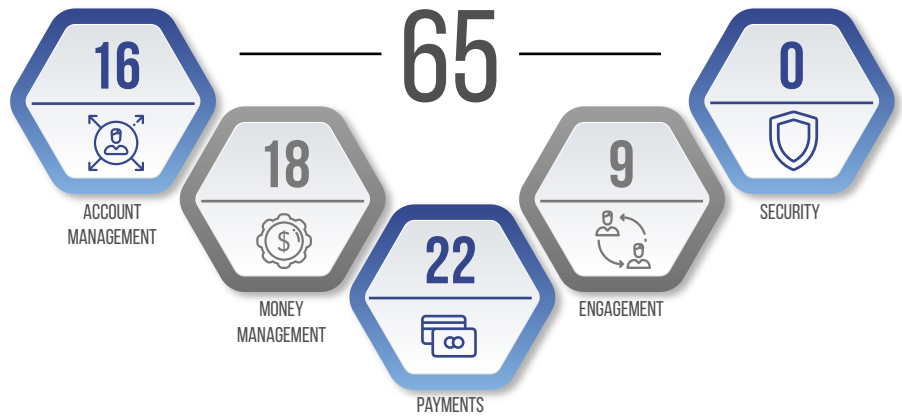 65
16
ACCOUNT
MANAGEMENT
18
$
MONEY
MANAGEMENT
22
PAYMENTS
9
ENGAGEMENT
0
SECURITY